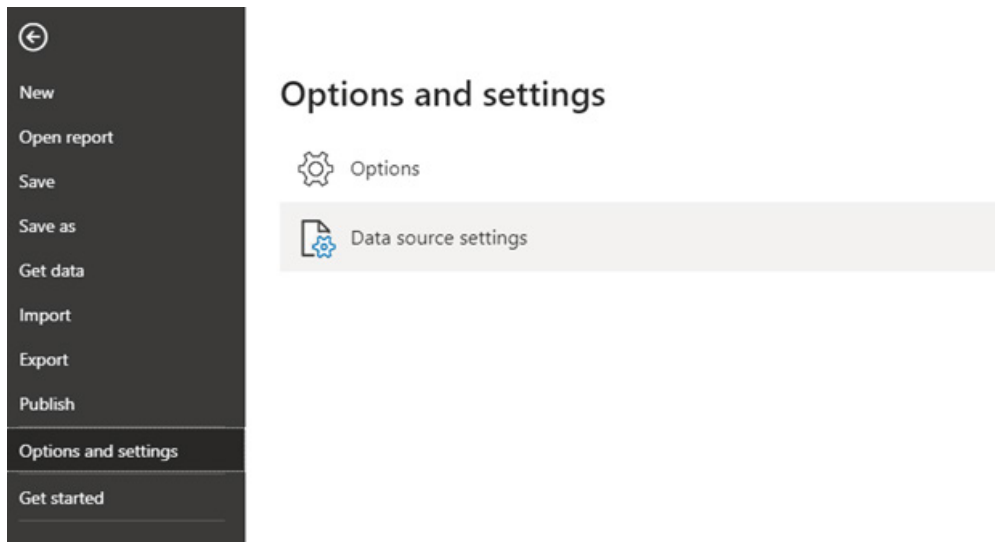 New
Open report
Save
Save as
Get data
Import
Export
Publish
Options and settings
Get started
Options and settings
Options
Data source settings